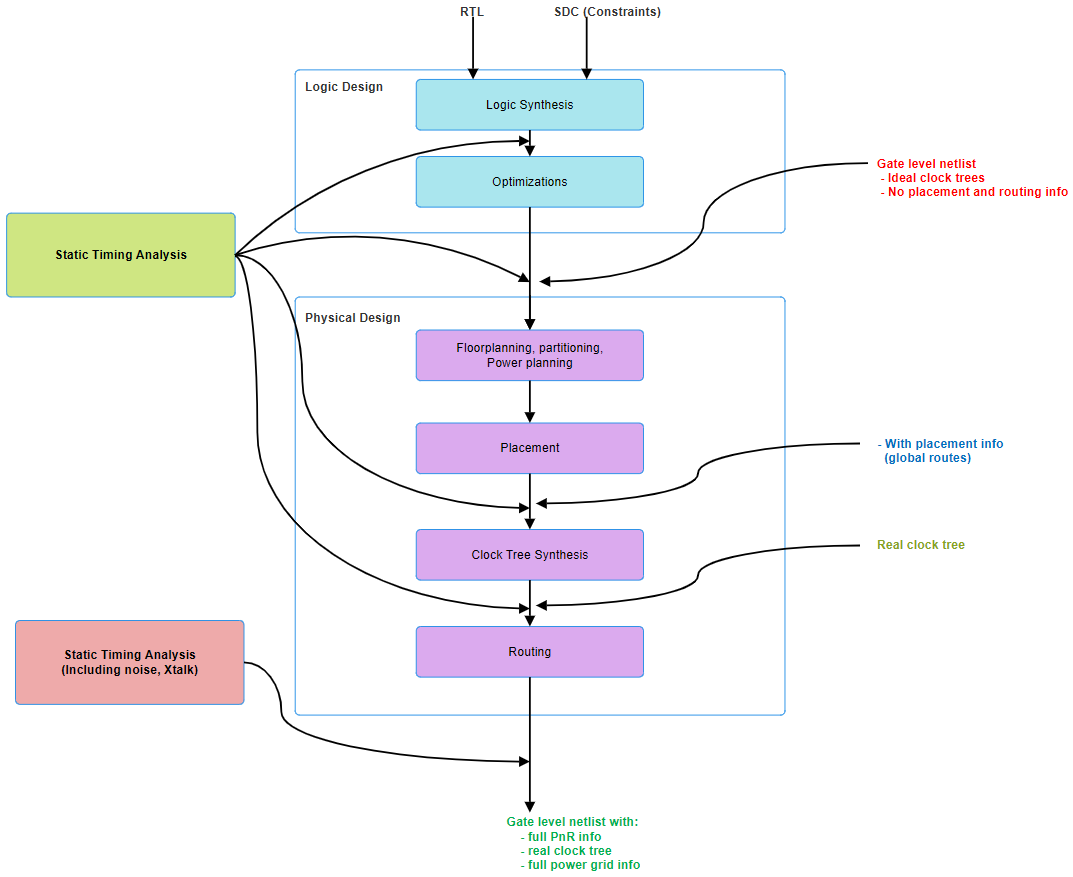 RTL
SDC (Constraints)
Logic Design
Logic Synthesis
Optimizations
Gate level netlist
- Ideal clock trees
- No placement and routing info
Static Timing Analysis
Physical Design
Floorplanning, partitioning,
Power planning
Placement
- With placement info
(global routes)
Clock Tree Synthesis
Real clock tree
Routing
Static Timing Analysis
(Including noise, Xtalk)
Gate level netlist with:
- full PnR info
- real clock tree
- full power grid info